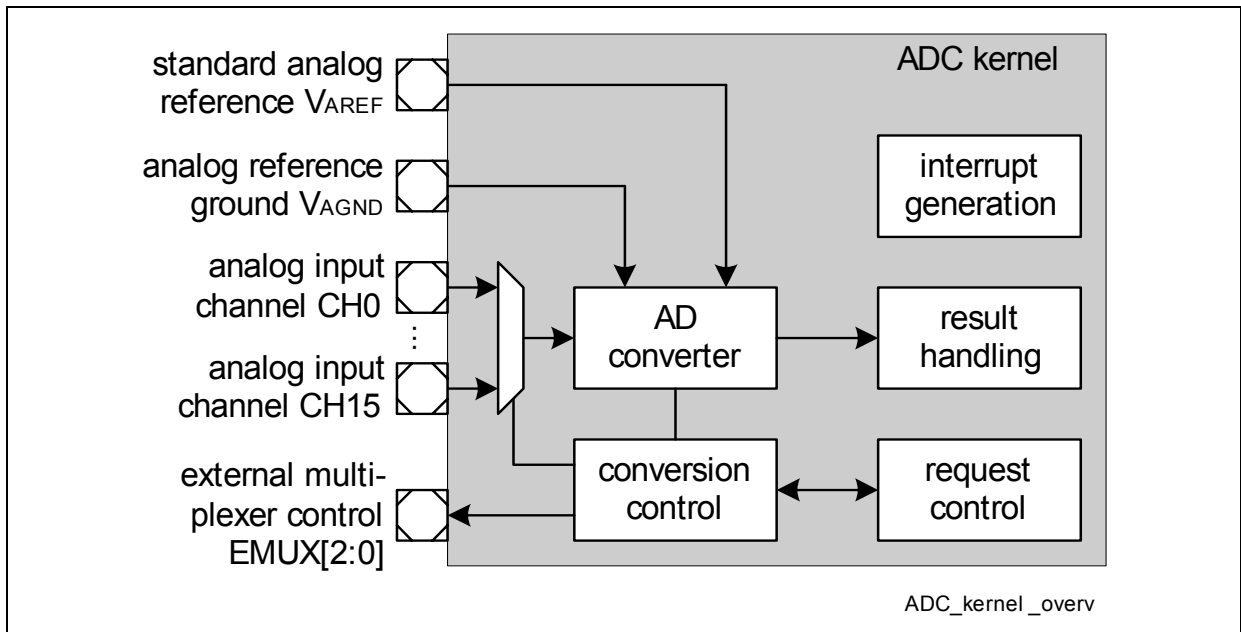 standard analog
reference VAREF
analog reference
ground VAGND
analog input
channel CH0
⋮
analog input
channel CH15
external multi-
plexer control
EMUX[2:0]
ADC kernel
interrupt
generation
AD
converter
result
handling
conversion
control
request
control
ADC_kernel _overv